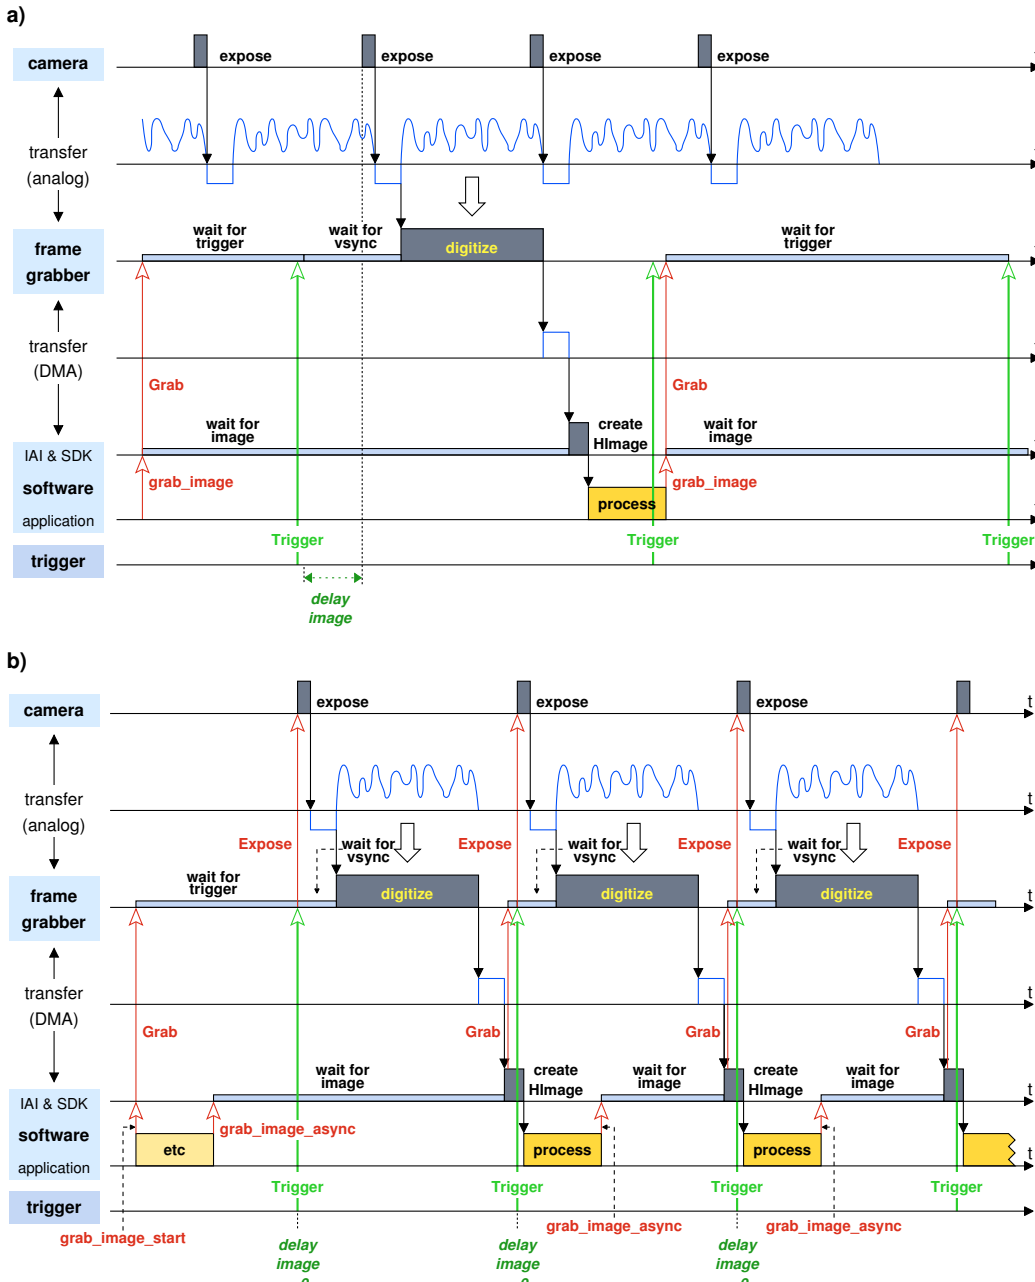 a)
expose
expose
expose
expose
camera
transfer
(analog)
wait for
trigger
wait for
vsync
wait for
trigger
frame
grabber
digitize
transfer
(DMA)
Grab
Grab
wait for
image
create
HImage
wait for
image
IAI & SDK
software
application
grab_image
process
grab_image
Trigger
Trigger
Trigger
trigger
delay
image
b)
camera
expose
expose
expose
t
transfer
(analog)
t
Expose
wait for
vsync
Expose
wait for
vsync
Expose
wait for
vsync
Expose
wait for
trigger
frame
grabber
digitize
digitize
digitize
t
transfer
(DMA)
t
Grab
Grab
Grab
Grab
wait for
image
create
HImage
wait for
image
create
HImage
wait for
image
IAI & SDK
software
application
t
grab_image_async
etc
process
process
t
Trigger
Trigger
Trigger
Trigger
trigger
grab_image_start
grab_image_async
grab_image_async
delay
image
delay
image
delay
image